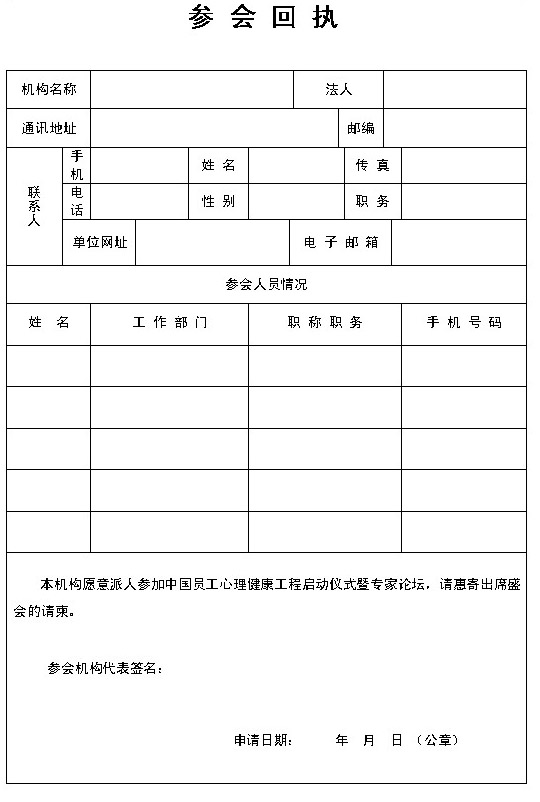 参 会 回 执
机构名称 法人
通讯地址 邮编
联系人 手机 姓 名 传 真
电话 性 别 职 务
单位网址 电 子 邮 箱
参会人员情况
姓 名 工 作 部 门 职 称 职 务 手 机 号 码
本机构愿意派人参加中国员工心理健康工程启动仪式暨专家论坛，请惠寄出席盛
会的请柬。
参会机构代表签名：
申请日期： 年 月 日 （公章）